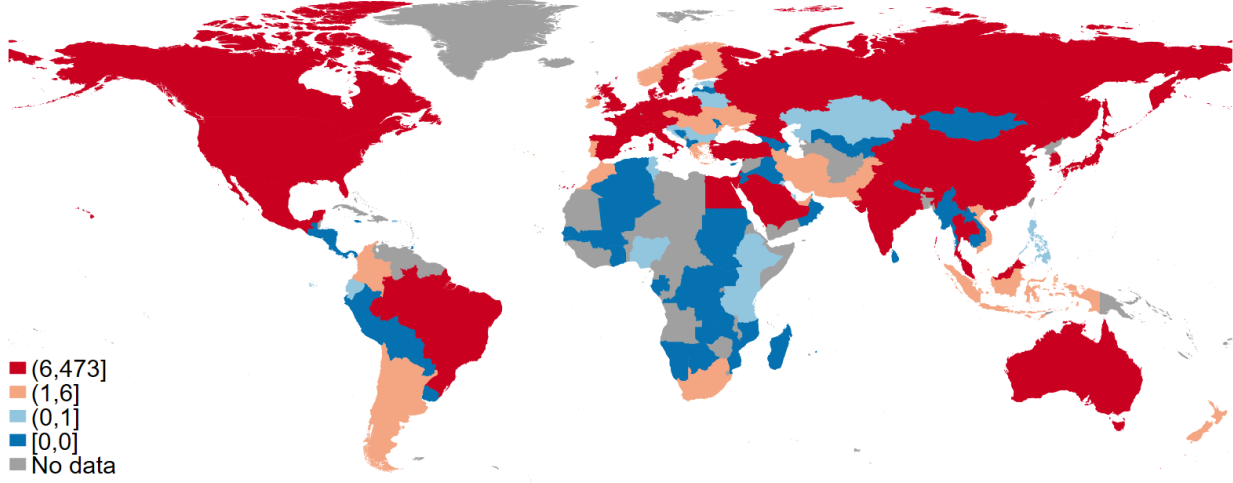 (6,473]
(1,6]
(0,1]
[0,0]
No data